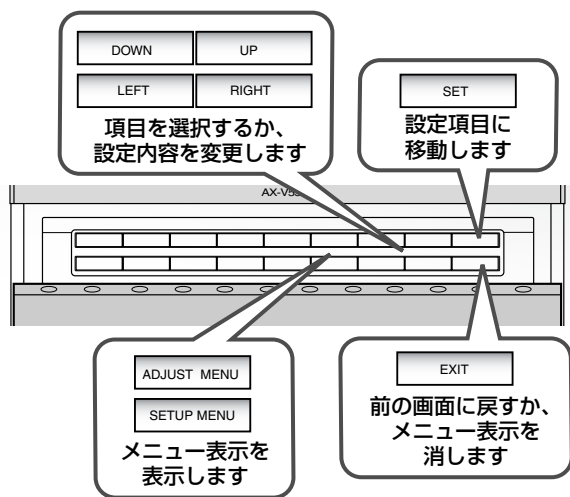 DOWN
UP
LEFT
RIGHT
項目を選択するか、
設定内容を変更します
SET
設定項目に
移動します
ADJUST MENU
SETUP MENU
メニュー表示を
表示します
EXIT
前の画面に戻すか、
メニュー表示を
消します